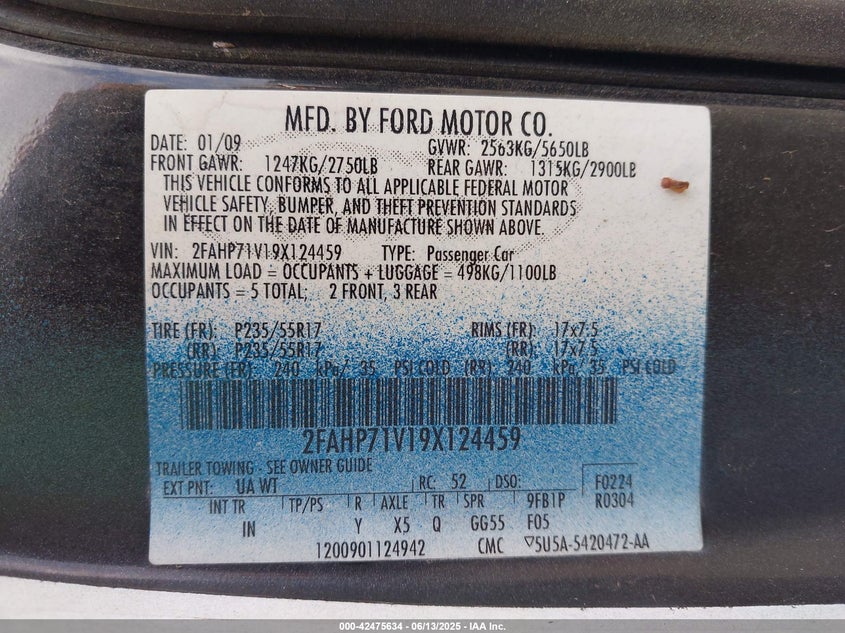 MFD. BY FORD MOTOR CO.
DATE: 01/09 GVWR: 2563KG/5650LB
FRONT GAWR: 1247KG/2750LB REAR GAWR: 1315KG/2900LB
THIS VEHICLE CONFORMS TO ALL APPLICABLE FEDERAL MOTOR
VEHICLE SAFETY, BUMPER, AND THEFT PREVENTION STANDARDS
IN EFFECT ON THE DATE OF MANUFACTURE SHOWN ABOVE.
VIN: 2FAHP71V19X124459 TYPE: Passenger Car
MAXIMUM LOAD = OCCUPANTS + LUGGAGE = 498KG/1100LB
OCCUPANTS = 5 TOTAL; 2 FRONT, 3 REAR
TIRE (FR): P235/55R17 RIMS (FR): 17x7.5
(RR): P235/55R17 (RR): 17x7.5
PRESSURE (FR): 240 kPa/ 35 PSI COLD (RR): 240 kPa/ 35 PSI COLD
2FAHP71V19X124459
TRAILER TOWING - SEE OWNER GUIDE
EXT PNT: UA WT RC: 52 DSO: F0224
INT TR TP/PS R AXLE TR SPR 9FB1P R0304
IN Y X5 Q GG55 F05
1200901124942 CMC ▽5U5A-5420472-AA
000-42475634 - 06/13/2025 - IAA Inc.